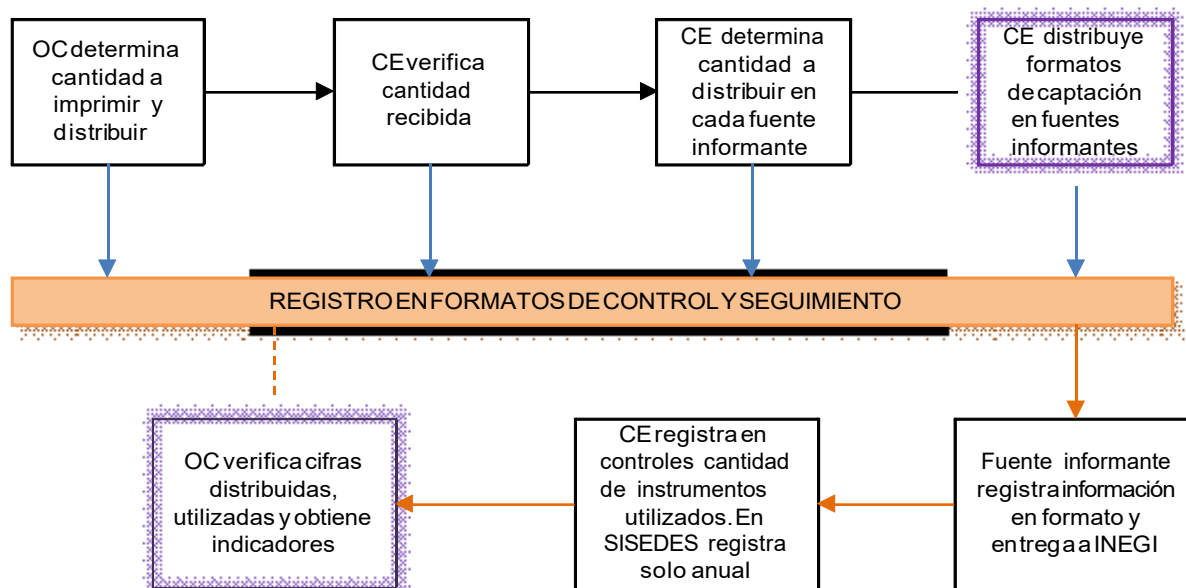 OC determina
cantidad a
imprimir y
distribuir
CE verifica
cantidad
recibida
CE determina
cantidad a
distribuir en
cada fuente
informante
CE distribuye
formatos
de captación
en fuentes
informantes
REGISTRO EN FORMATOS DE CONTROL Y SEGUIMIENTO
OC verifica cifras
distribuidas,
utilizadas y obtiene
indicadores
CE registra en
controles cantidad
de instrumentos
utilizados. En
SISEDES registra
solo anual
Fuente informante
registra información
en formato y
entrega a INEGI